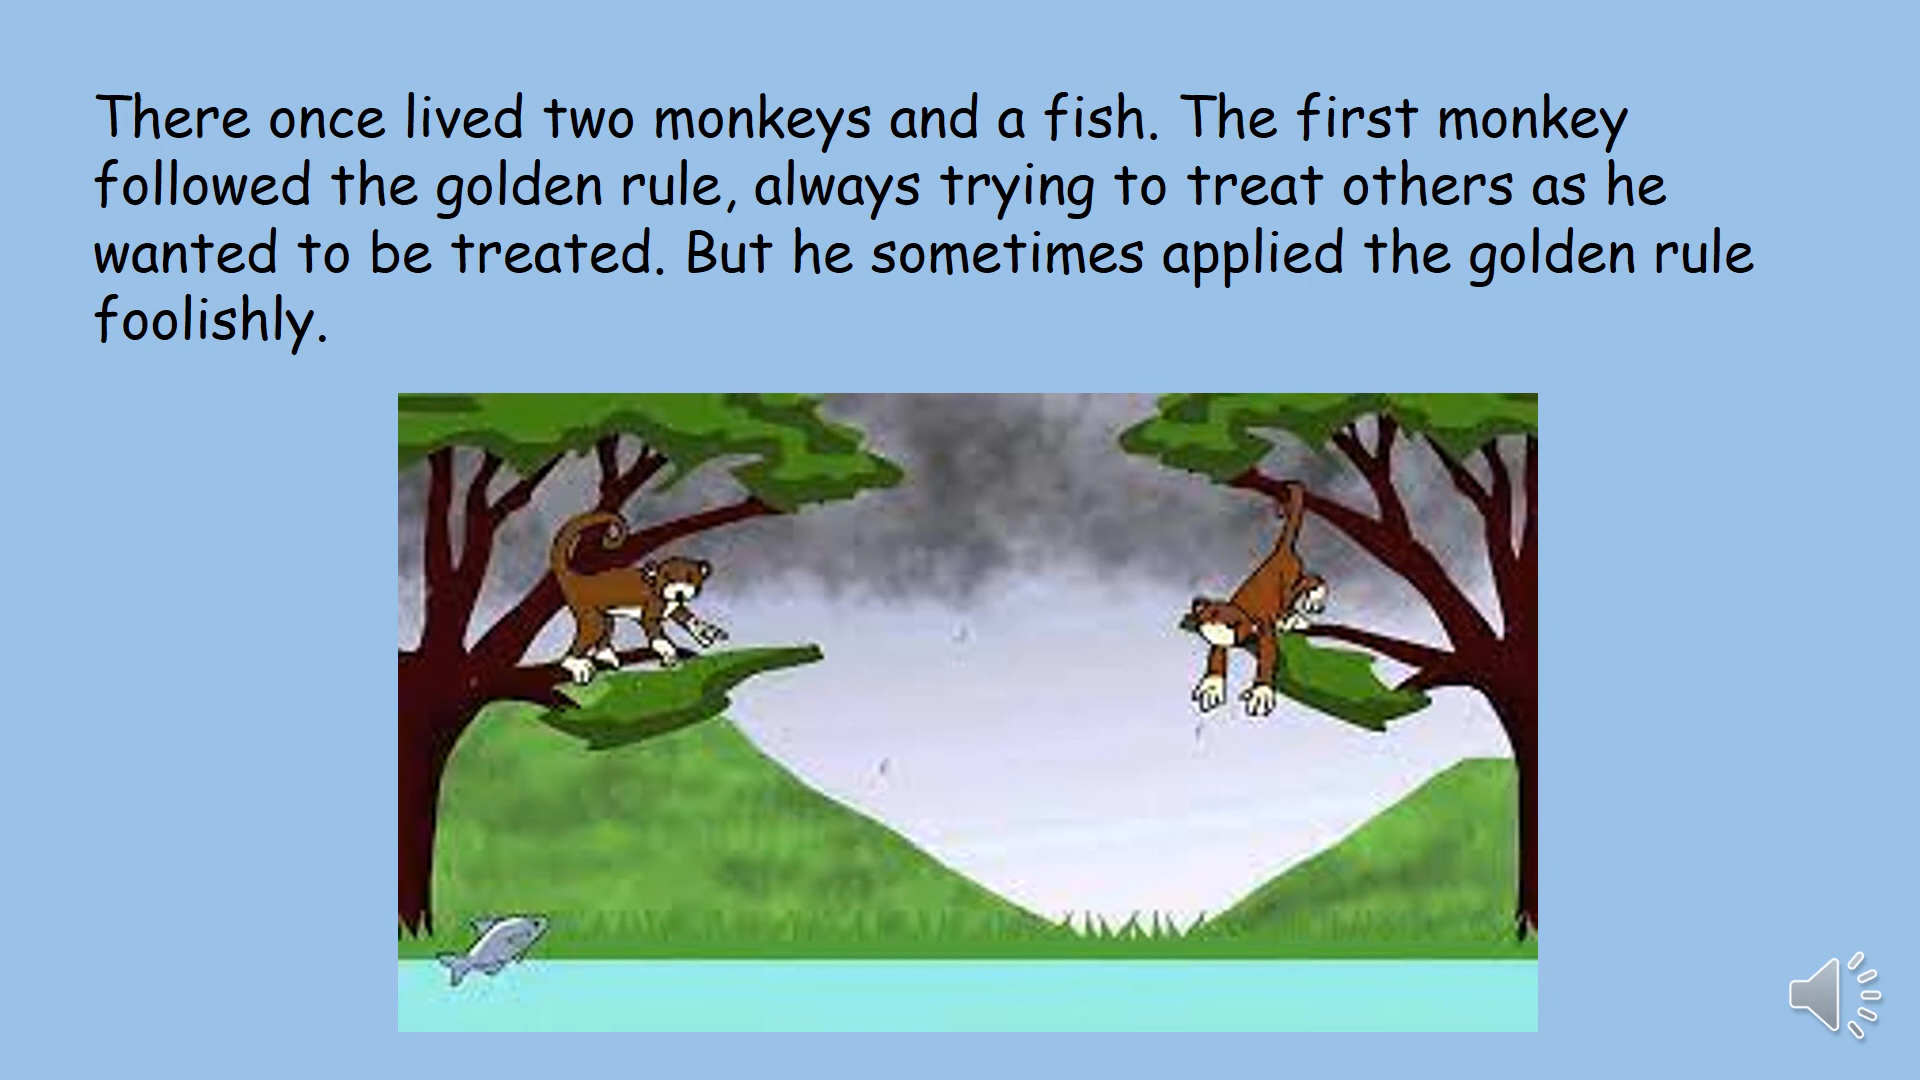 There once lived two monkeys and a fish. The first monkey
followed the golden rule, always trying to treat others as he
wanted to be treated. But he sometimes applied the golden rule
foolishly.